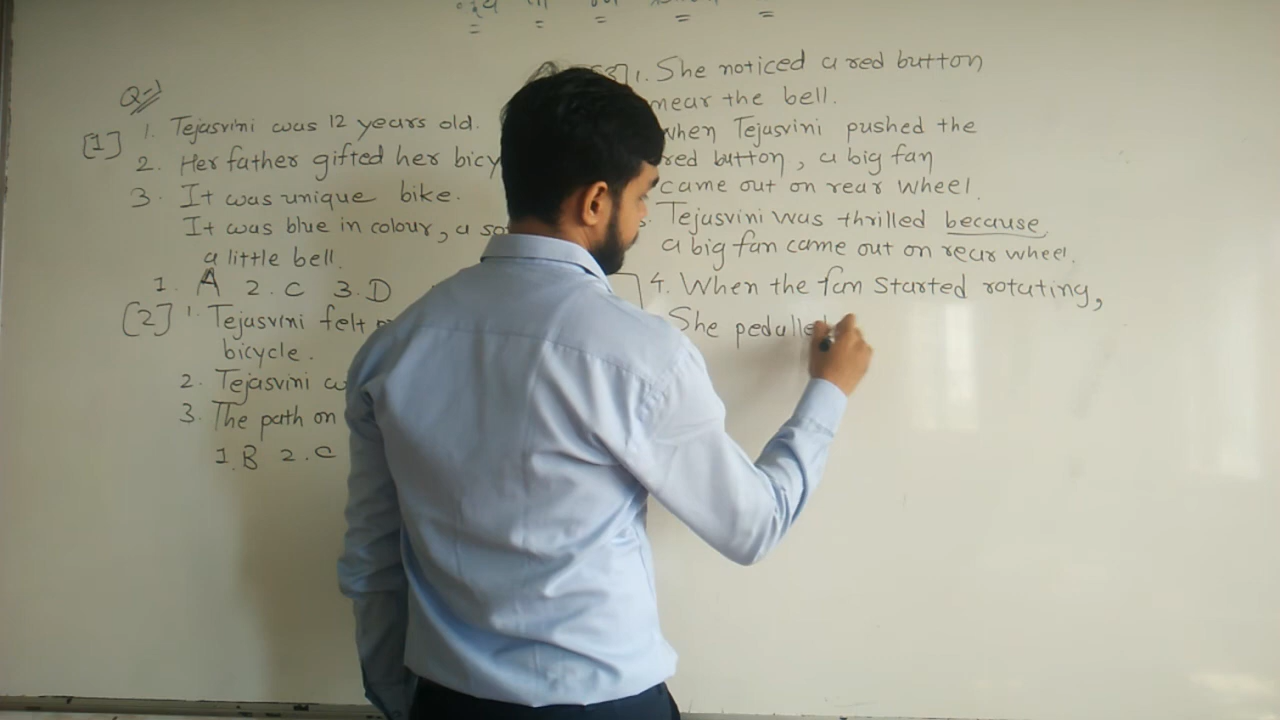 Q-1
[1] 1. Tejasvini was 12 years old.
2. Her father gifted her bicy
3. It was unique bike.
It was blue in colour, a
a little bell.
1. A 2. C 3. D
[2] 1. Tejasvini felt
bicycle.
2. Tejasvini
3. The path on
1. B 2. C
1. She noticed a red button
near the bell.
when Tejasvini pushed the
red button, a big fan
came out on rear wheel.
Tejasvini was thrilled because
a big fan came out on rear wheel.
4. When the fan started rotating,
She pedalled